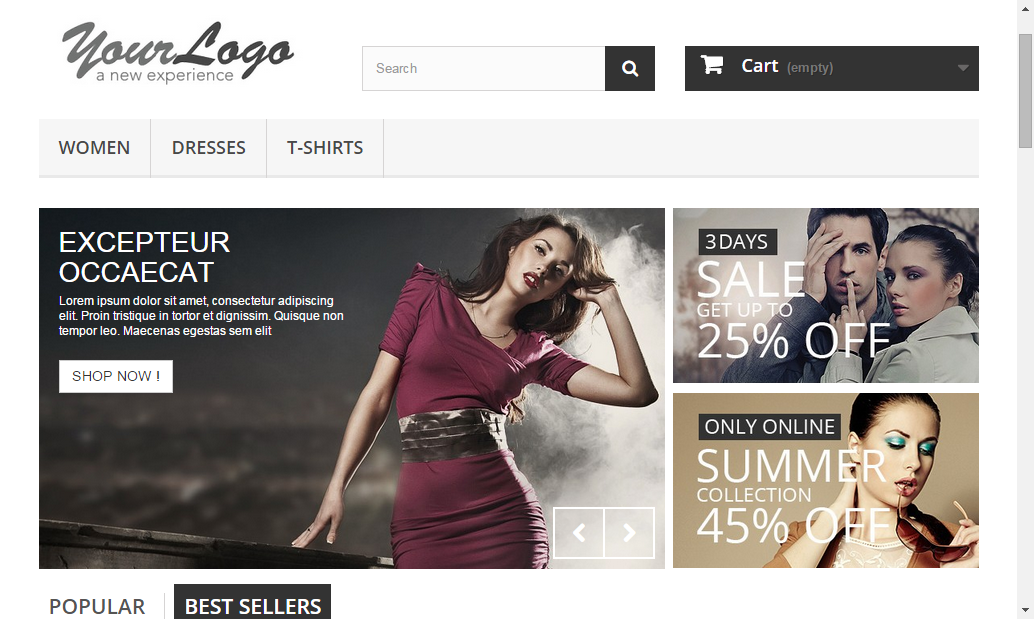 YourLogo
a new experience
Search
Cart (empty)
WOMEN DRESSES T-SHIRTS
EXCEPTEUR
OCCAECAT
Lorem ipsum dolor sit amet, consectetur adipiscing
elit. Proin tristique in tortor et dignissim. Quisque non
tempor leo. Maecenas egestas sem elit
SHOP NOW !
3 DAYS
SALE
GET UP TO
25% OFF
ONLY ONLINE
SUMMER
COLLECTION
45% OFF
POPULAR BEST SELLERS